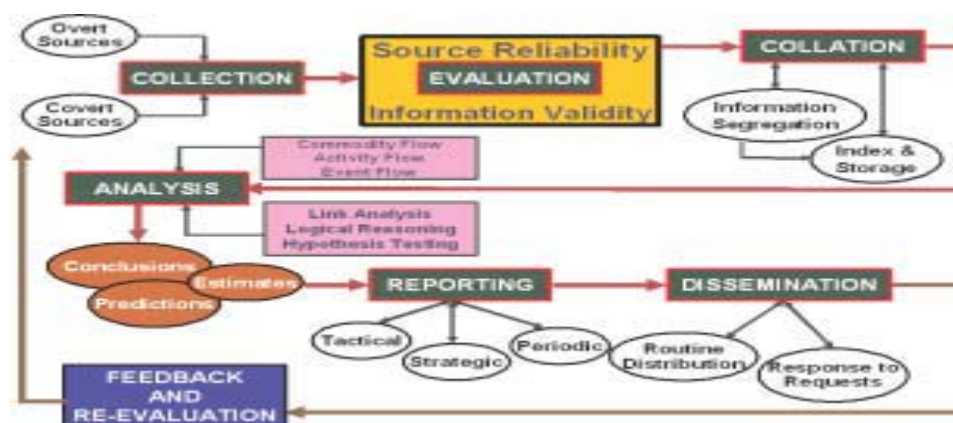 Overt
Sources
COLLECTION
Covert
Sources
Source Reliability
EVALUATION
Information Validity
COLLATION
Information
Segregation
Index &
Storage
Commodity Flow
Activity Flow
Event Flow
ANALYSIS
Link Analysis
Logical Reasoning
Hypothesis Testing
Conclusions
Estimates
Predictions
REPORTING
Tactical
Strategic
Periodic
DISSEMINATION
Routine
Distribution
Response to
Requests
FEEDBACK
AND
RE-EVALUATION